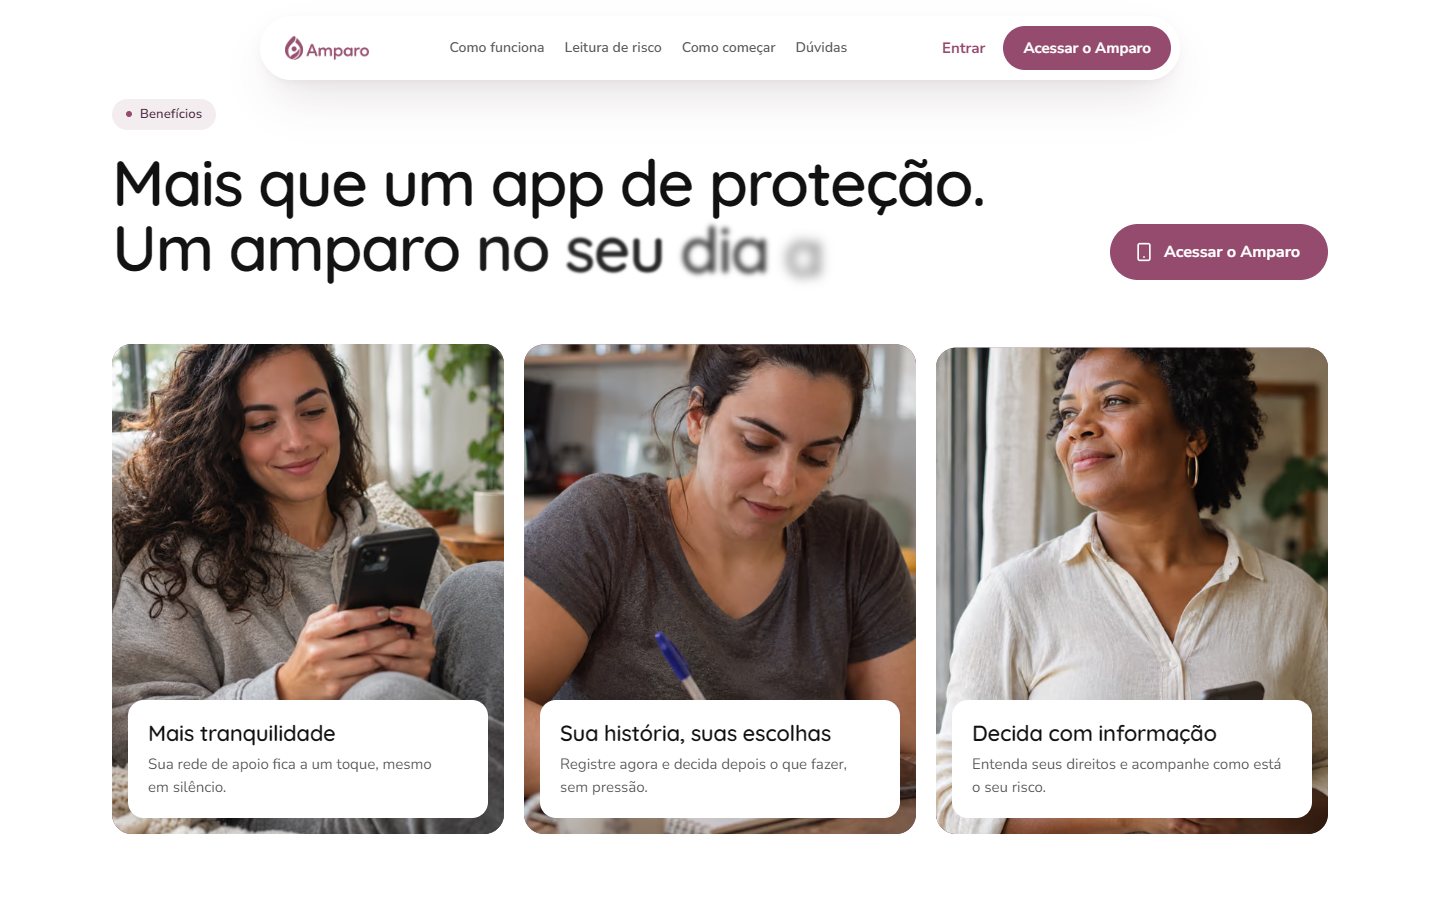 Amparo
Como funciona
Leitura de risco
Como começar
Dúvidas
Entrar
Acessar o Amparo
Benefícios
Mais que um app de proteção.
Um amparo no seu dia a
Acessar o Amparo
Mais tranquilidade
Sua rede de apoio fica a um toque, mesmo
em silêncio.
Sua história, suas escolhas
Registre agora e decida depois o que fazer,
sem pressão.
Decida com informação
Entenda seus direitos e acompanhe como está
o seu risco.